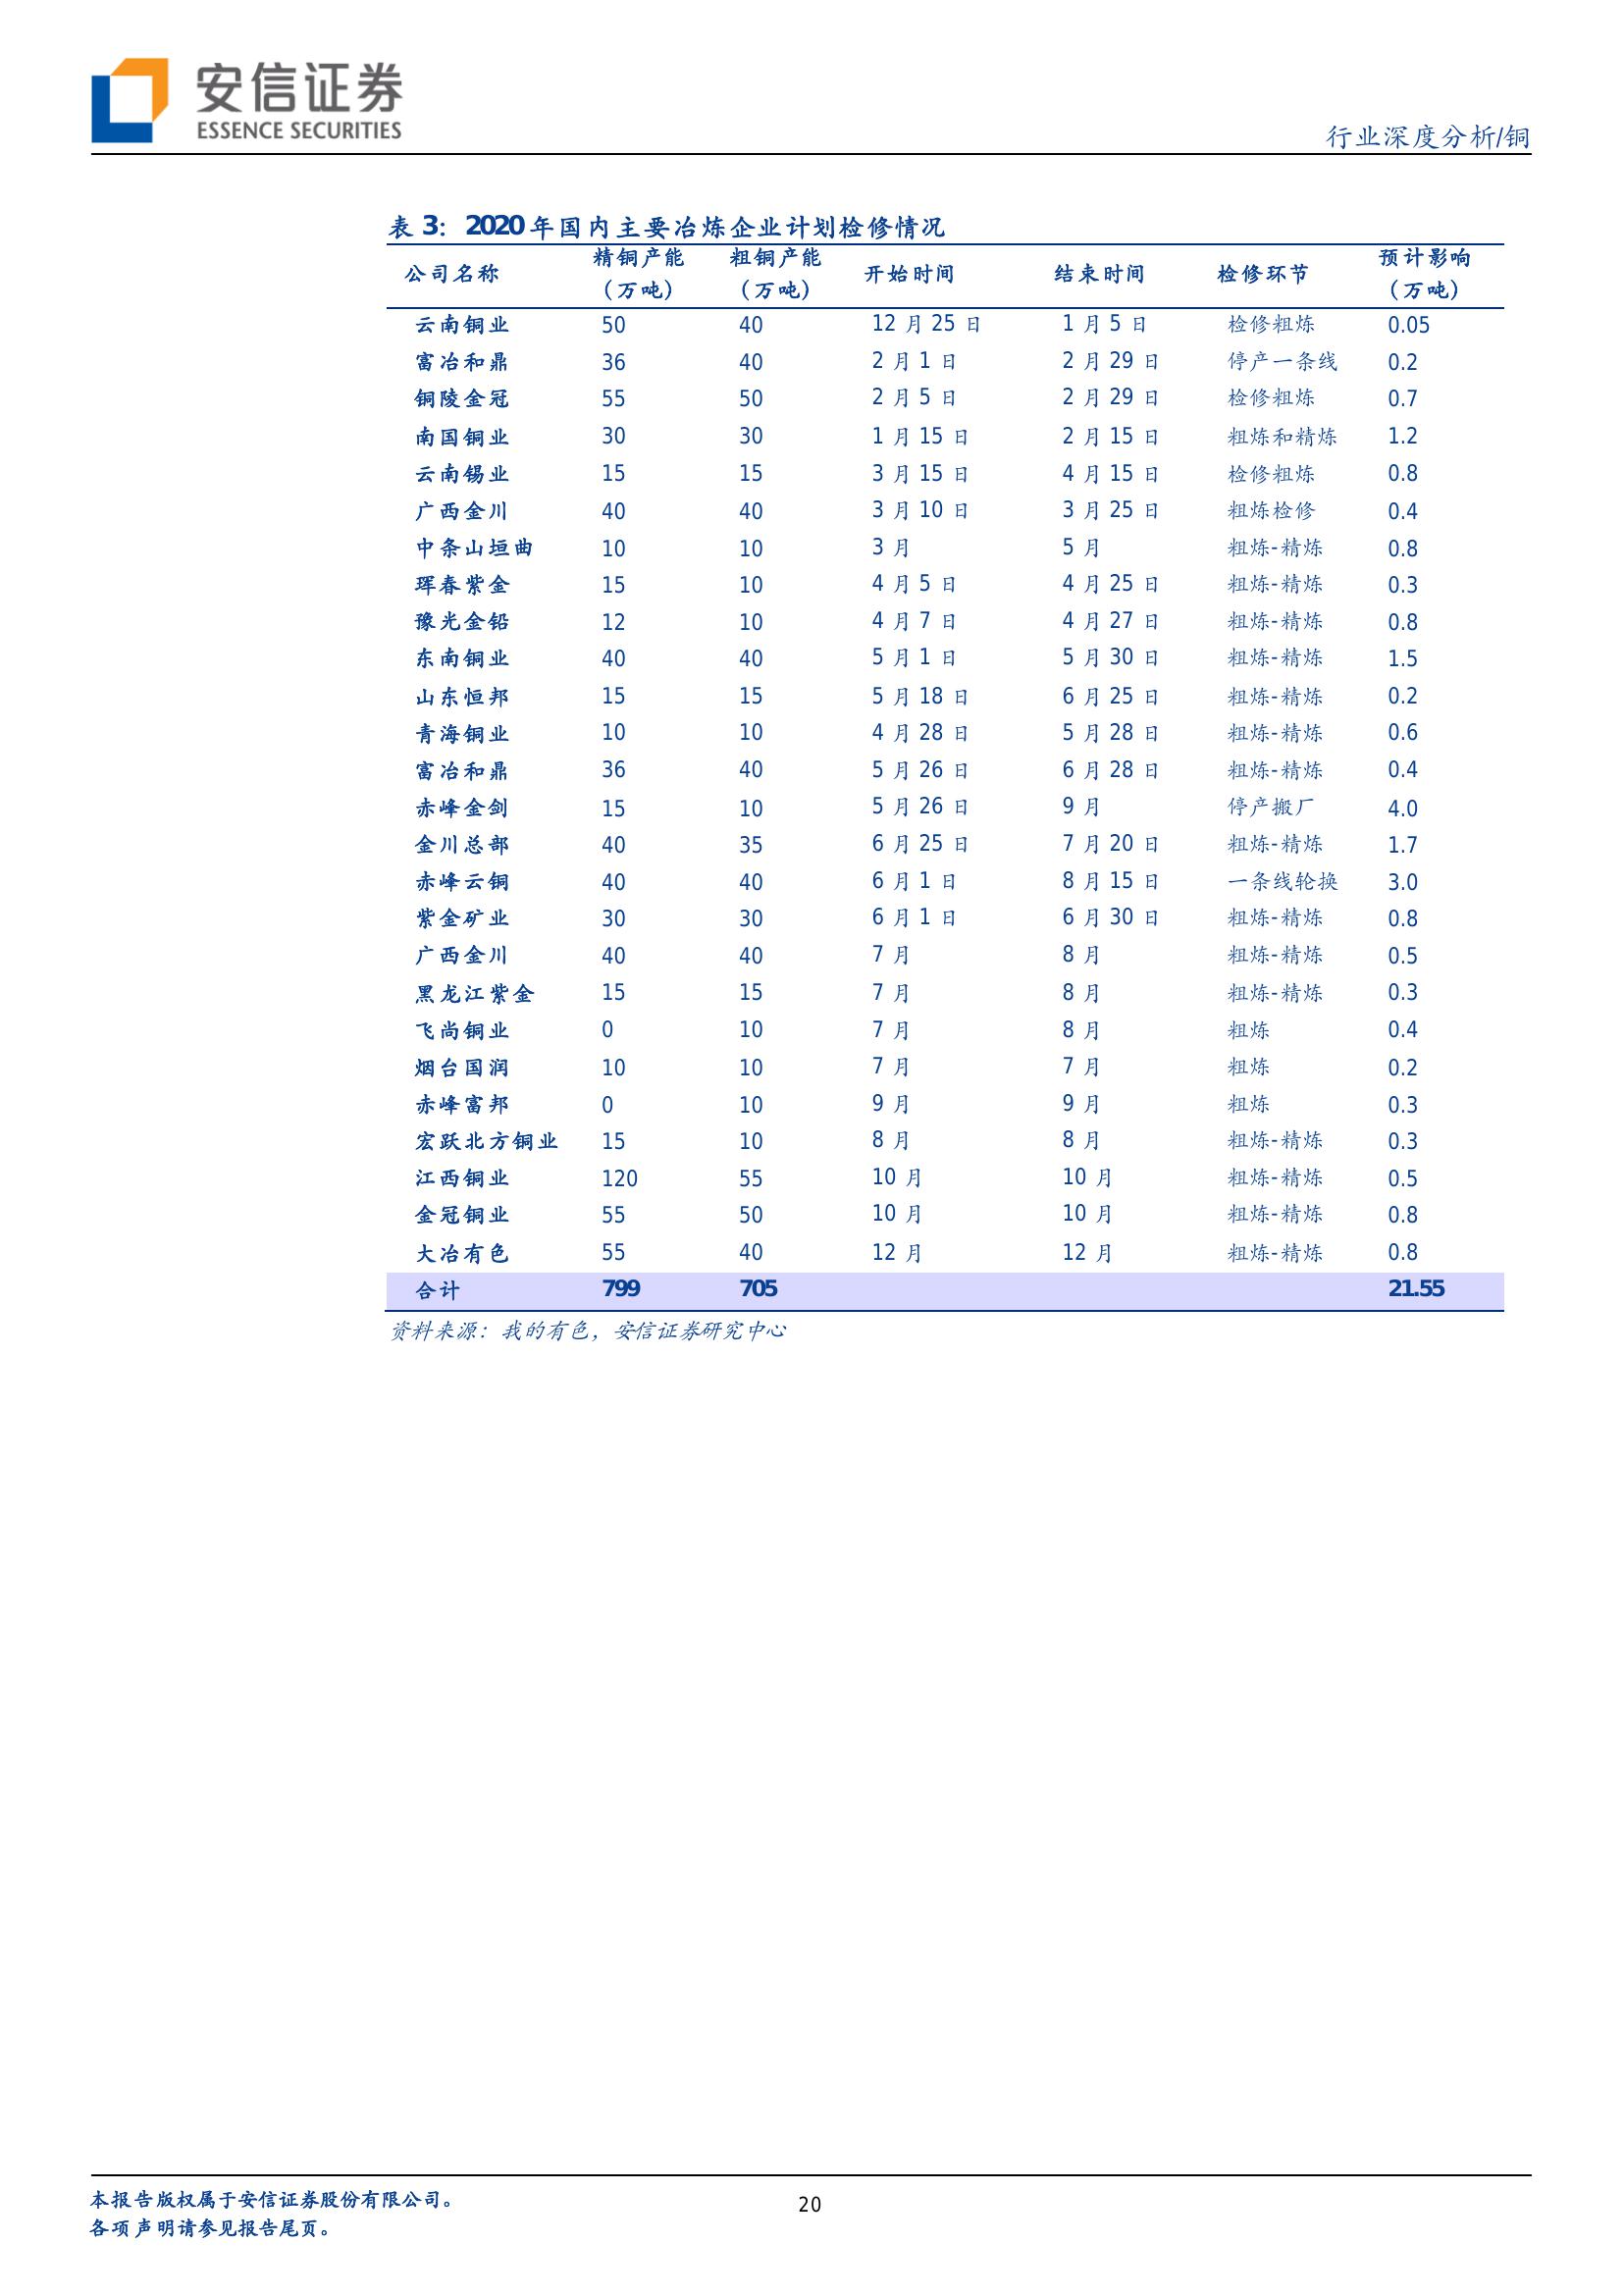 安信证券
ESSENCE SECURITIES
行业深度分析/铜
表 3：2020 年国内主要冶炼企业计划检修情况
公司名称 精铜产能（万吨） 粗铜产能（万吨） 开始时间 结束时间 检修环节 预计影响（万吨）
云南铜业 50 40 12 月 25 日 1 月 5 日 检修粗炼 0.05
富冶和鼎 36 40 2 月 1 日 2 月 29 日 停产一条线 0.2
铜陵金冠 55 50 2 月 5 日 2 月 29 日 检修粗炼 0.7
南国铜业 30 30 1 月 15 日 2 月 15 日 粗炼和精炼 1.2
云南锡业 15 15 3 月 15 日 4 月 15 日 检修粗炼 0.8
广西金川 40 40 3 月 10 日 3 月 25 日 粗炼检修 0.4
中条山垣曲 10 10 3 月 5 月 粗炼-精炼 0.8
珲春紫金 15 10 4 月 5 日 4 月 25 日 粗炼-精炼 0.3
豫光金铅 12 10 4 月 7 日 4 月 27 日 粗炼-精炼 0.8
东南铜业 40 40 5 月 1 日 5 月 30 日 粗炼-精炼 1.5
山东恒邦 15 15 5 月 18 日 6 月 25 日 粗炼-精炼 0.2
青海铜业 10 10 4 月 28 日 5 月 28 日 粗炼-精炼 0.6
富冶和鼎 36 40 5 月 26 日 6 月 28 日 粗炼-精炼 0.4
赤峰金剑 15 10 5 月 26 日 9 月 停产搬厂 4.0
金川总部 40 35 6 月 25 日 7 月 20 日 粗炼-精炼 1.7
赤峰云铜 40 40 6 月 1 日 8 月 15 日 一条线轮换 3.0
紫金矿业 30 30 6 月 1 日 6 月 30 日 粗炼-精炼 0.8
广西金川 40 40 7 月 8 月 粗炼-精炼 0.5
黑龙江紫金 15 15 7 月 8 月 粗炼-精炼 0.3
飞尚铜业 0 10 7 月 8 月 粗炼 0.4
烟台国润 10 10 7 月 7 月 粗炼 0.2
赤峰富邦 0 10 9 月 9 月 粗炼 0.3
宏跃北方铜业 15 10 8 月 8 月 粗炼-精炼 0.3
江西铜业 120 55 10 月 10 月 粗炼-精炼 0.5
金冠铜业 55 50 10 月 10 月 粗炼-精炼 0.8
大冶有色 55 40 12 月 12 月 粗炼-精炼 0.8
合计 799 705 21.55
资料来源：我的有色，安信证券研究中心
本报告版权属于安信证券股份有限公司。
各项声明请参见报告尾页。
20